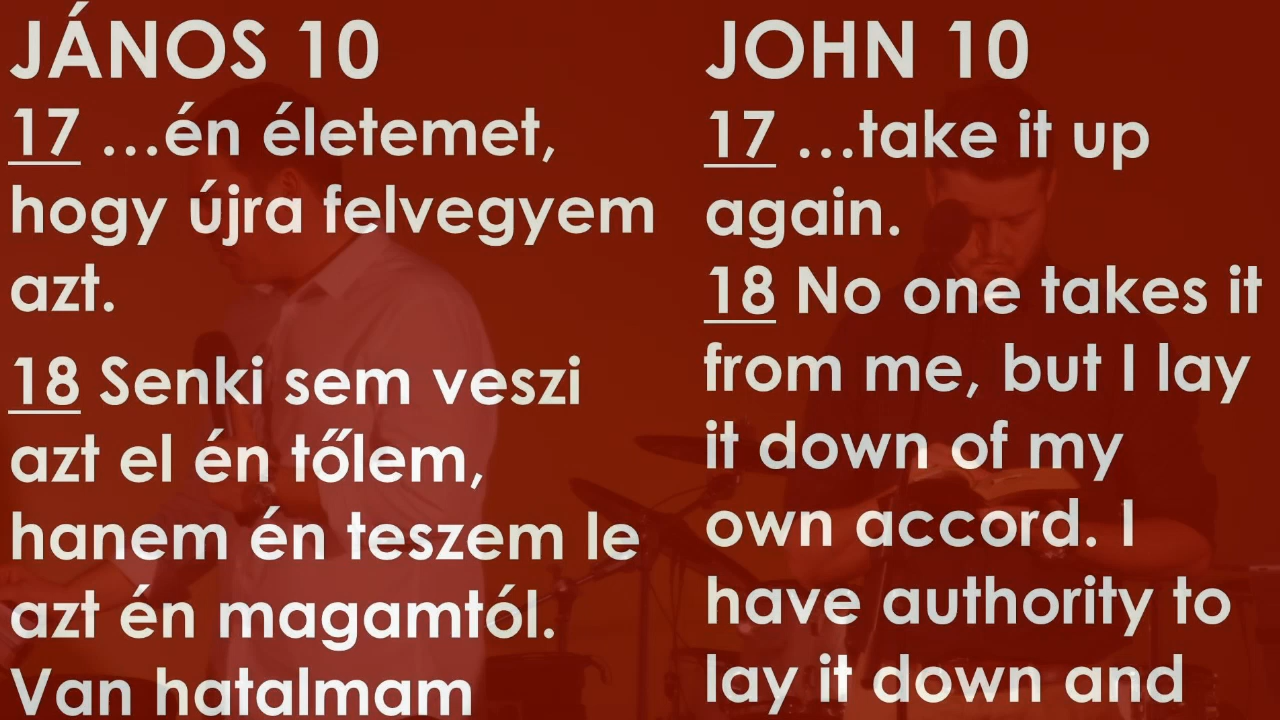 JÁNOS 10
17 …én életemet,
hogy újra felvegyem
azt.
18 Senki sem veszi
azt el én tőlem,
hanem én teszem le
azt én magamtól.
Van hatalmam
JOHN 10
17 …take it up
again.
18 No one takes it
from me, but I lay
it down of my
own accord. I
have authority to
lay it down and